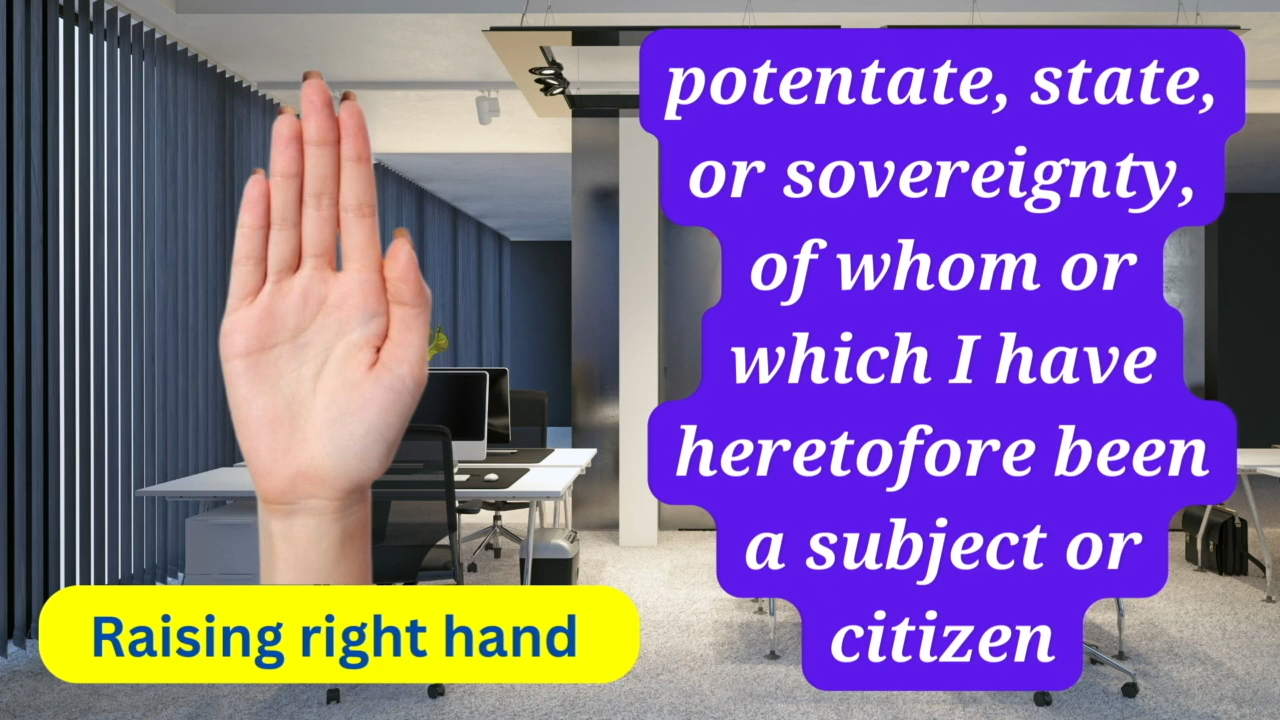 potentate, state,
or sovereignty,
of whom or
which I have
heretofore been
a subject or
citizen
Raising right hand